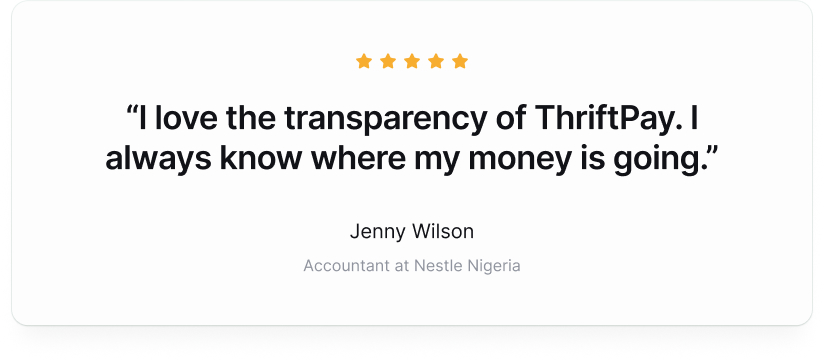 “I love the transparency of ThriftPay. I
always know where my money is going.”
Jenny Wilson
Accountant at Nestle Nigeria